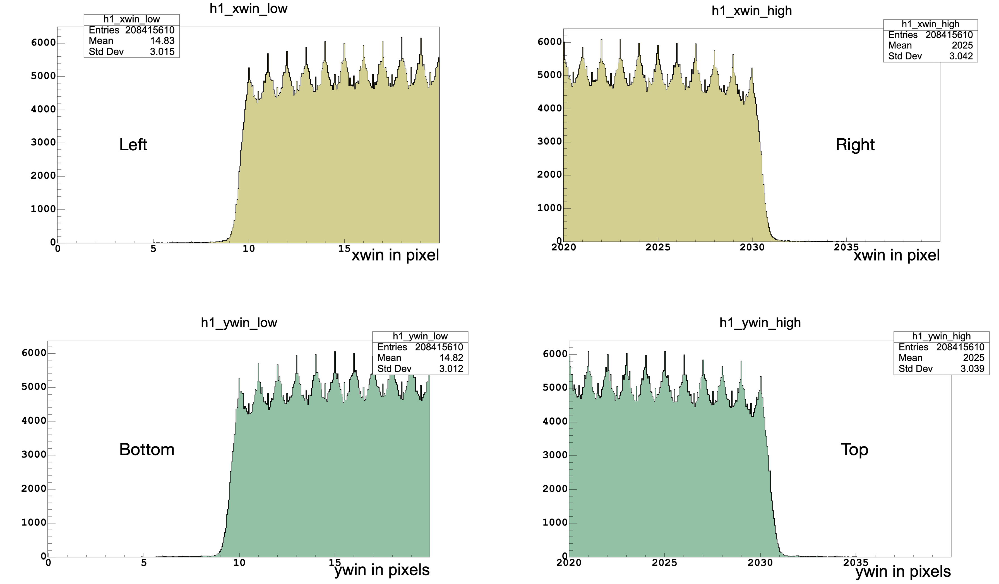 h1_xwin_low
h1_xwin_low
Entries 208415610
Mean 14.83
Std Dev 3.015
6000
5000
4000
3000
2000
1000
0
Left
0 5 10 15
xwin in pixel
h1_xwin_high
h1_xwin_high
Entries 208415610
Mean 2025
Std Dev 3.042
6000
5000
4000
3000
2000
1000
0
Right
2020 2025 2030 2035
xwin in pixel
h1_ywin_low
h1_ywin_low
Entries 208415610
Mean 14.82
Std Dev 3.012
6000
5000
4000
3000
2000
1000
0
Bottom
0 5 10 15
ywin in pixels
h1_ywin_high
h1_ywin_high
Entries 208415610
Mean 2025
Std Dev 3.039
6000
5000
4000
3000
2000
1000
0
Top
2020 2025 2030 2035
ywin in pixels